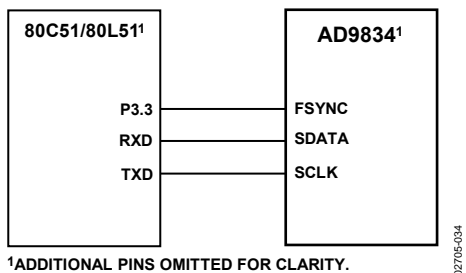 80C51/80L51¹
AD9834¹
P3.3
FSYNC
RXD
SDATA
TXD
SCLK
¹ADDITIONAL PINS OMITTED FOR CLARITY.
02705-034